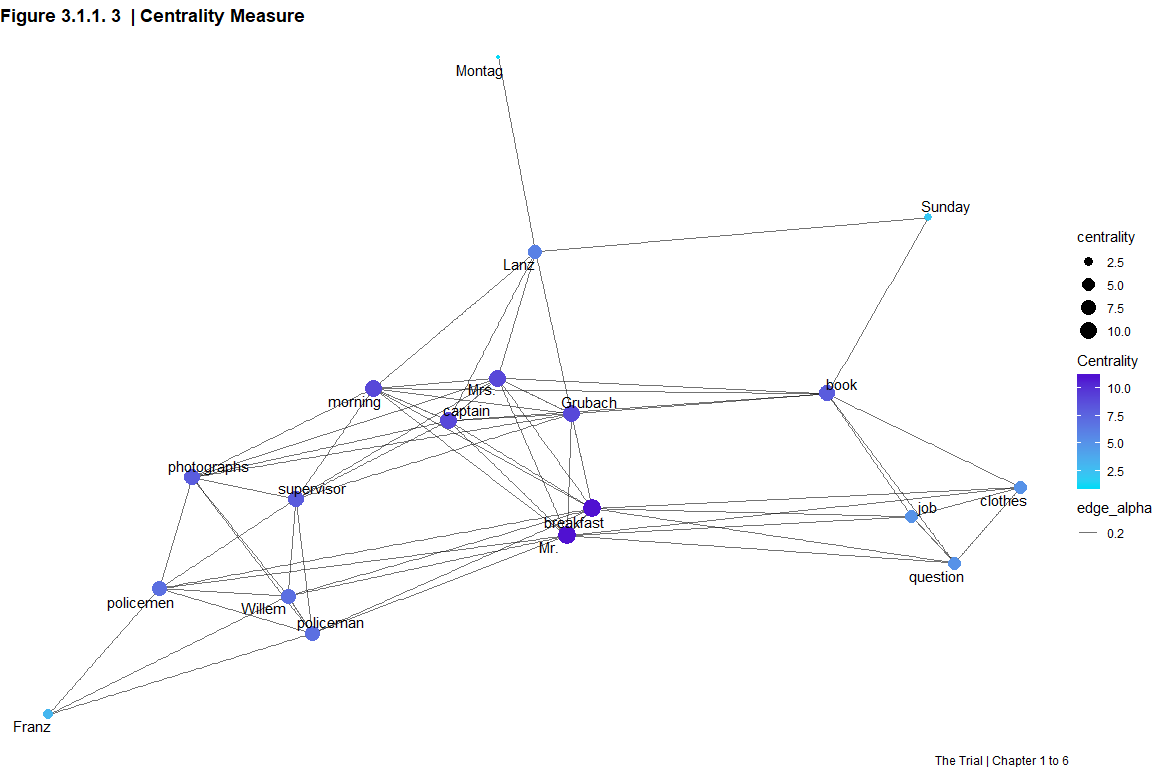 Figure 3.1.1. 3 | Centrality Measure
Montag
Sunday
Lanz
centrality
2.5
5.0
7.5
10.0
Centrality
10.0
7.5
5.0
2.5
edge_alpha
0.2
book
Mrs.
morning
Grubach
captain
photographs
supervisor
clothes
job
breakfast
Mr.
question
policemen
Willem
policeman
Franz
The Trial | Chapter 1 to 6